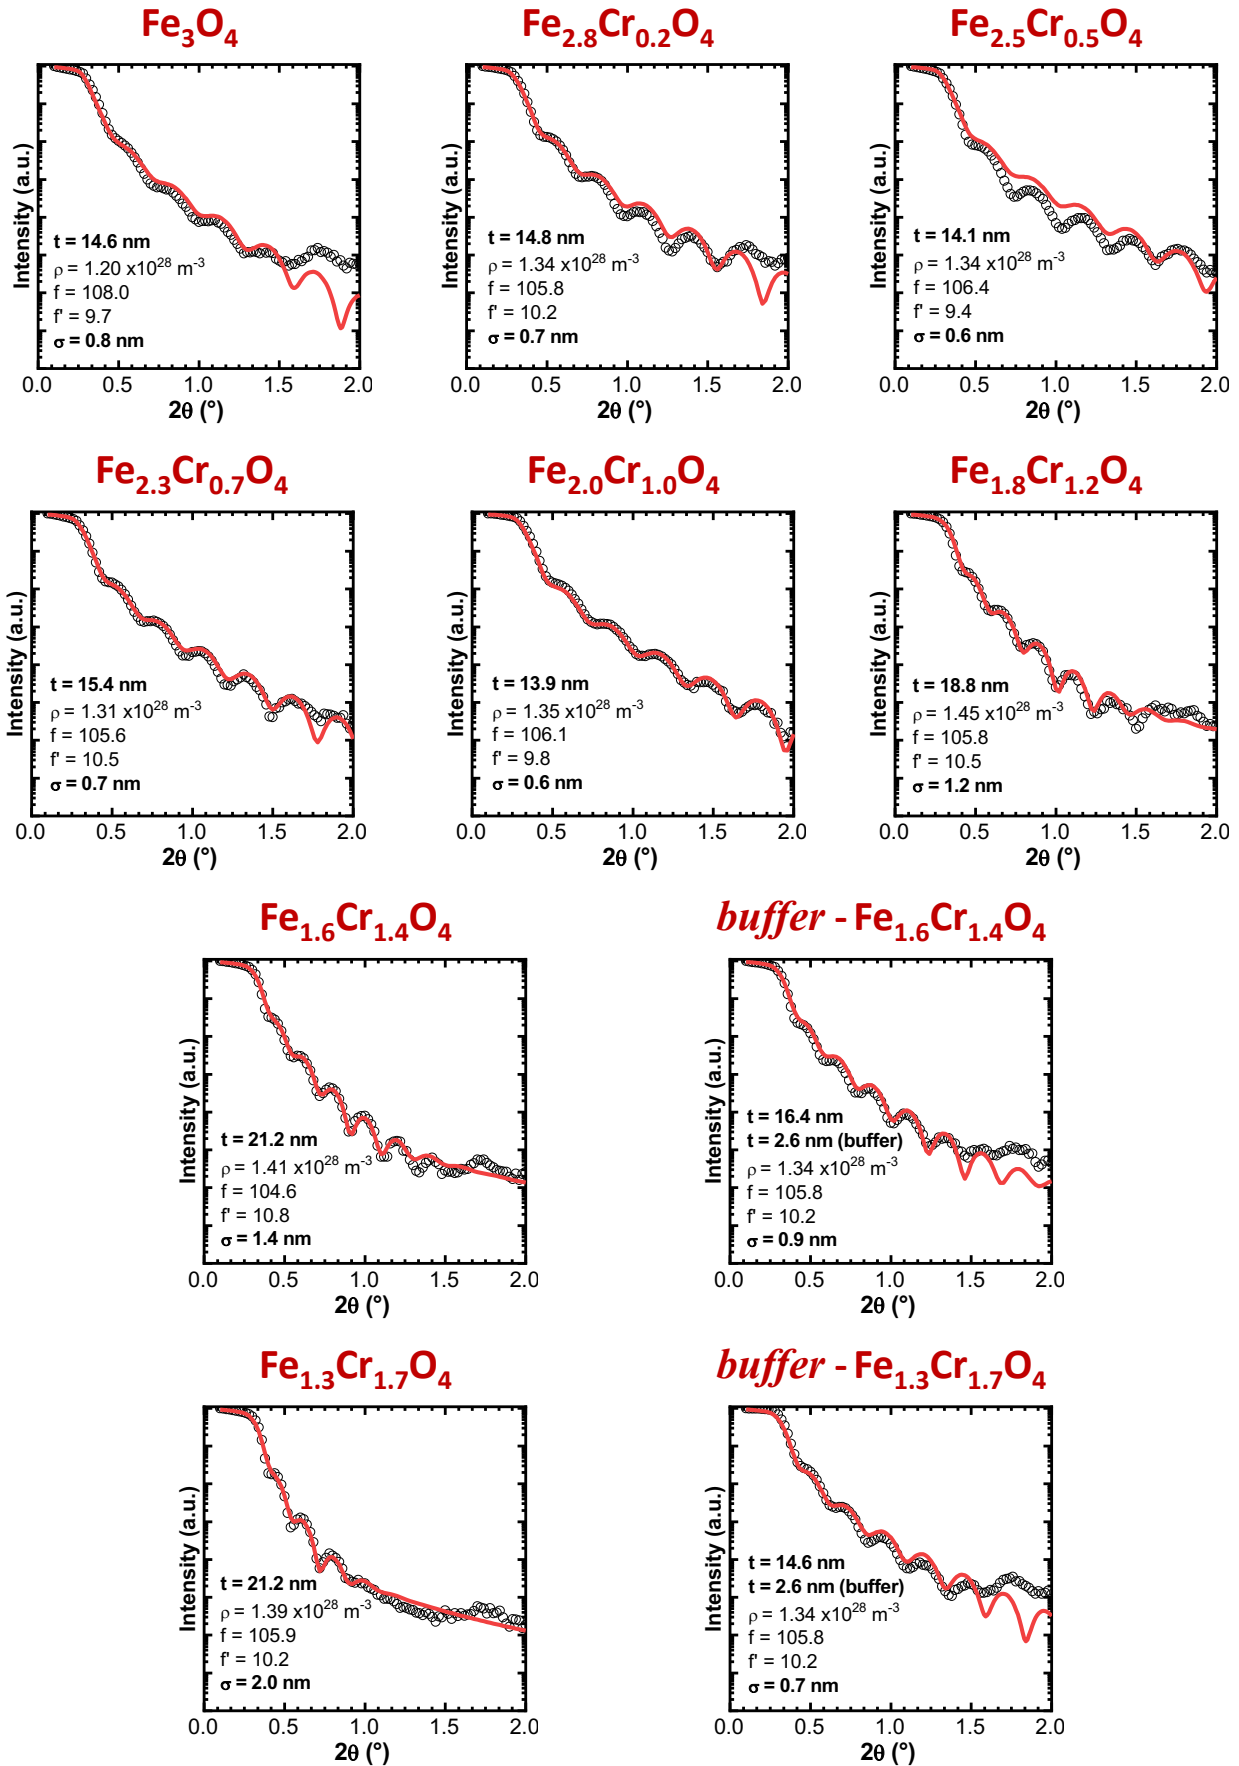 Fe3O4
Intensity (a.u.)
t = 14.6 nm
ρ = 1.20 x10^28 m^-3
f = 108.0
f' = 9.7
σ = 0.8 nm
0.0 0.5 1.0 1.5 2.0
2θ (°)
Fe2.8Cr0.2O4
Intensity (a.u.)
t = 14.8 nm
ρ = 1.34 x10^28 m^-3
f = 105.8
f' = 10.2
σ = 0.7 nm
0.0 0.5 1.0 1.5 2.0
2θ (°)
Fe2.5Cr0.5O4
Intensity (a.u.)
t = 14.1 nm
ρ = 1.34 x10^28 m^-3
f = 106.4
f' = 9.4
σ = 0.6 nm
0.0 0.5 1.0 1.5 2.0
2θ (°)
Fe2.3Cr0.7O4
Intensity (a.u.)
t = 15.4 nm
ρ = 1.31 x10^28 m^-3
f = 105.6
f' = 10.5
σ = 0.7 nm
0.0 0.5 1.0 1.5 2.0
2θ (°)
Fe2.0Cr1.0O4
Intensity (a.u.)
t = 13.9 nm
ρ = 1.35 x10^28 m^-3
f = 106.1
f' = 9.8
σ = 0.6 nm
0.0 0.5 1.0 1.5 2.0
2θ (°)
Fe1.8Cr1.2O4
Intensity (a.u.)
t = 18.8 nm
ρ = 1.45 x10^28 m^-3
f = 105.8
f' = 10.5
σ = 1.2 nm
0.0 0.5 1.0 1.5 2.0
2θ (°)
Fe1.6Cr1.4O4
Intensity (a.u.)
t = 21.2 nm
ρ = 1.41 x10^28 m^-3
f = 104.6
f' = 10.8
σ = 1.4 nm
0.0 0.5 1.0 1.5 2.0
2θ (°)
buffer - Fe1.6Cr1.4O4
Intensity (a.u.)
t = 16.4 nm
t = 2.6 nm (buffer)
ρ = 1.34 x10^28 m^-3
f = 105.8
f' = 10.2
σ = 0.9 nm
0.0 0.5 1.0 1.5 2.0
2θ (°)
Fe1.3Cr1.7O4
Intensity (a.u.)
t = 21.2 nm
ρ = 1.39 x10^28 m^-3
f = 105.9
f' = 10.2
σ = 2.0 nm
0.0 0.5 1.0 1.5 2.0
2θ (°)
buffer - Fe1.3Cr1.7O4
Intensity (a.u.)
t = 14.6 nm
t = 2.6 nm (buffer)
ρ = 1.34 x10^28 m^-3
f = 105.8
f' = 10.2
σ = 0.7 nm
0.0 0.5 1.0 1.5 2.0
2θ (°)